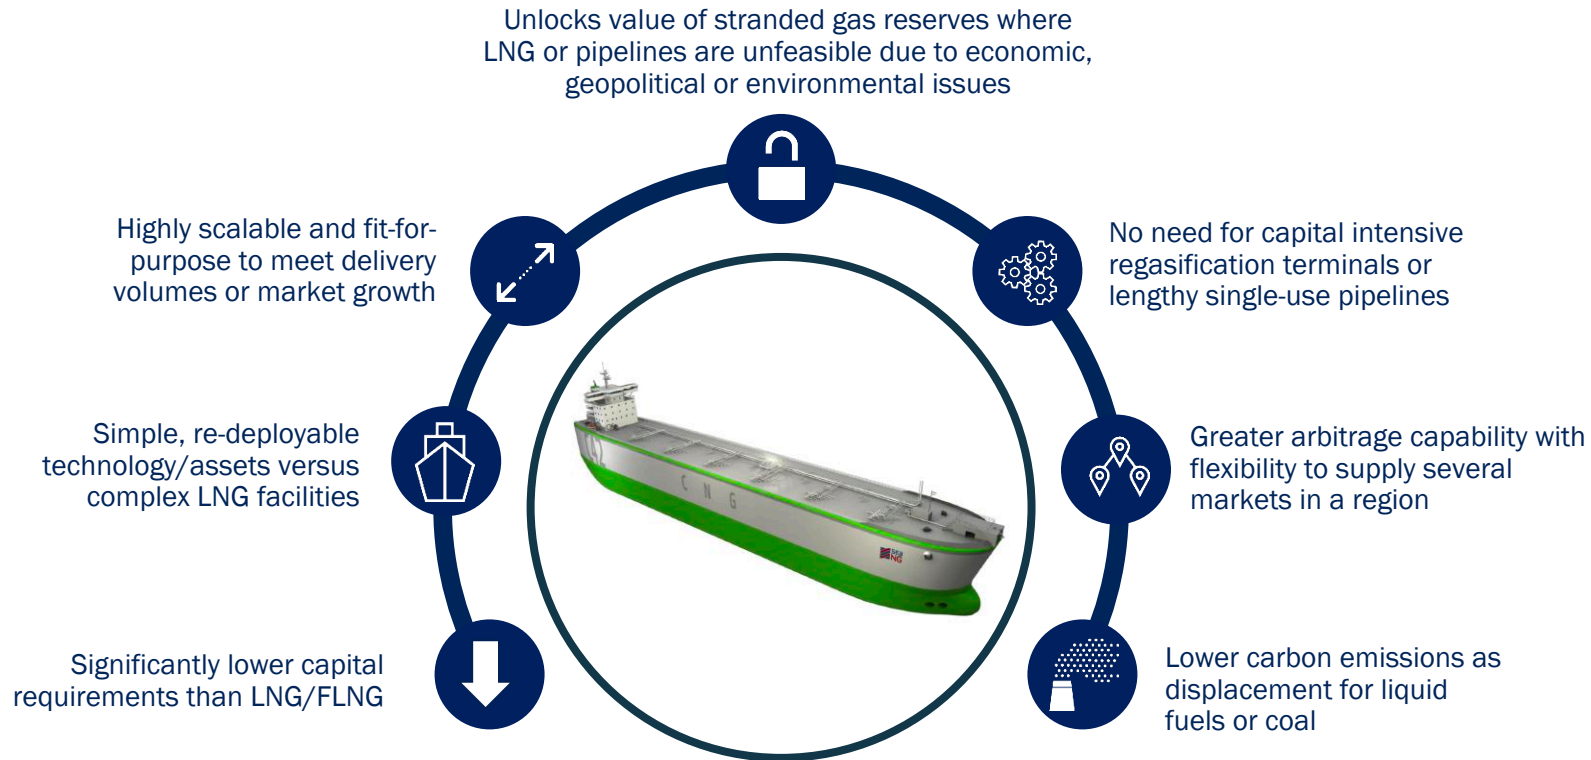 Unlocks value of stranded gas reserves where
LNG or pipelines are unfeasible due to economic,
geopolitical or environmental issues
Highly scalable and fit-for-
purpose to meet delivery
volumes or market growth
No need for capital intensive
regasification terminals or
lengthy single-use pipelines
Simple, re-deployable
technology/assets versus
complex LNG facilities
Greater arbitrage capability with
flexibility to supply several
markets in a region
Significantly lower capital
requirements than LNG/FLNG
Lower carbon emissions as
displacement for liquid
fuels or coal
C N G
SEA
NG